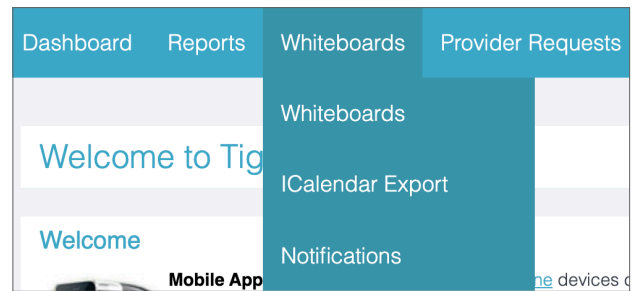 Dashboard Reports Whiteboards Provider Requests
Whiteboards
Welcome to Tig
ICalendar Export
Welcome
Notifications
Mobile App devices